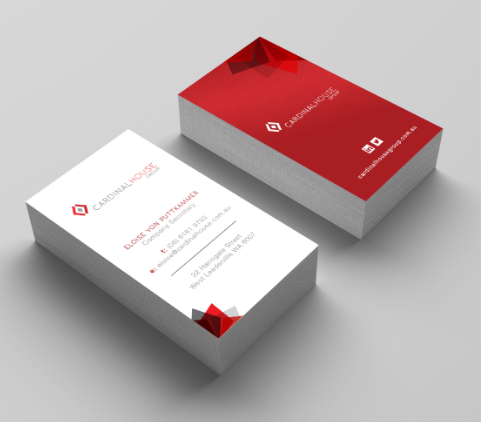 CARDINALHOUSE
GROUP
ELOISE VON PUTTKAMMER
Company Secretary
t: (08) 6161 9793
e: eloise@cardinalhouse.com.au
32 Harrogate Street
West Leederville WA 6007
CARDINALHOUSE
GROUP
in
cardinalhousegroup.com.au